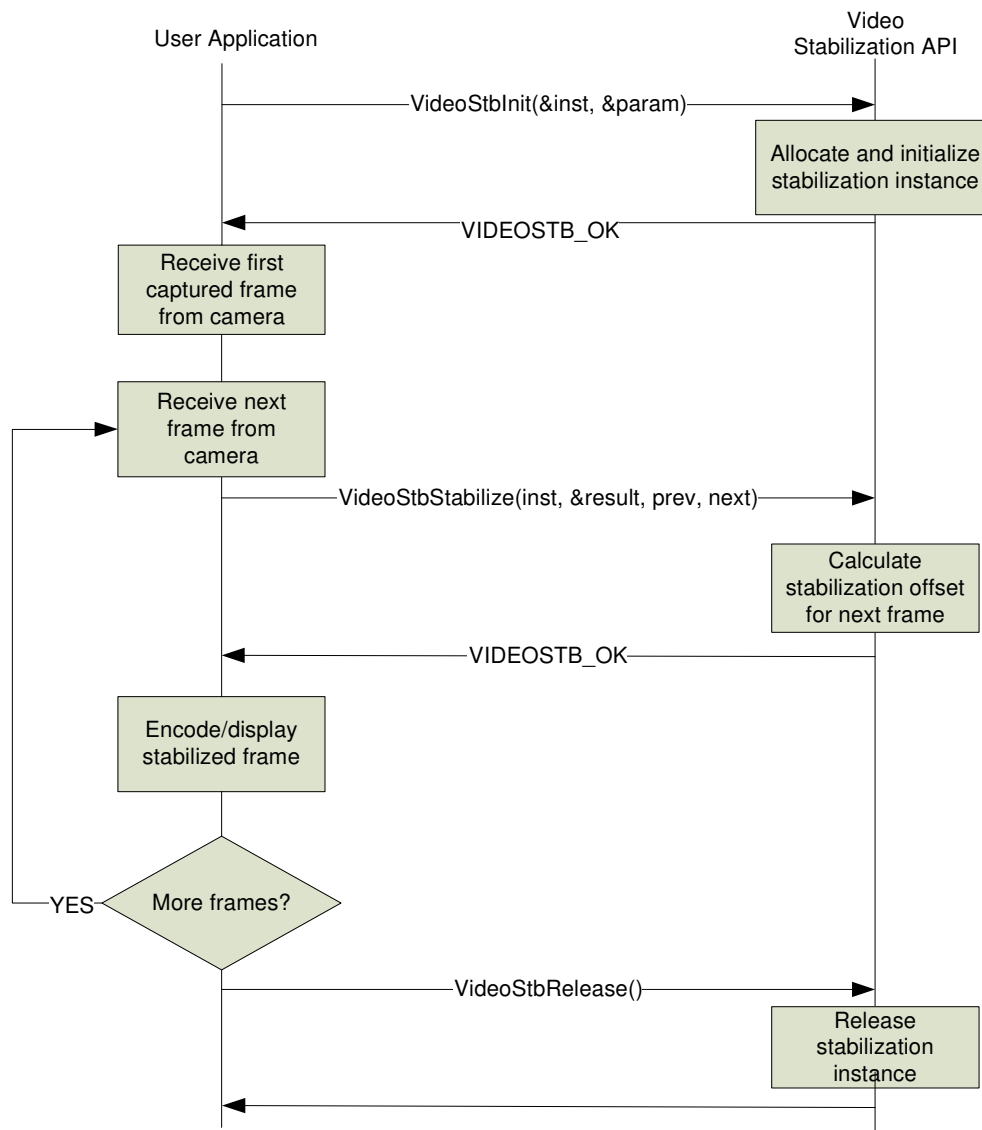 User Application
Video
Stabilization API
VideoStbInit(&inst, &param)
Allocate and initialize
stabilization instance
VIDEOSTB_OK
Receive first
captured frame
from camera
Receive next
frame from
camera
VideoStbStabilize(inst, &result, prev, next)
Calculate
stabilization offset
for next frame
VIDEOSTB_OK
Encode/display
stabilized frame
More frames?
YES
VideoStbRelease()
Release
stabilization
instance